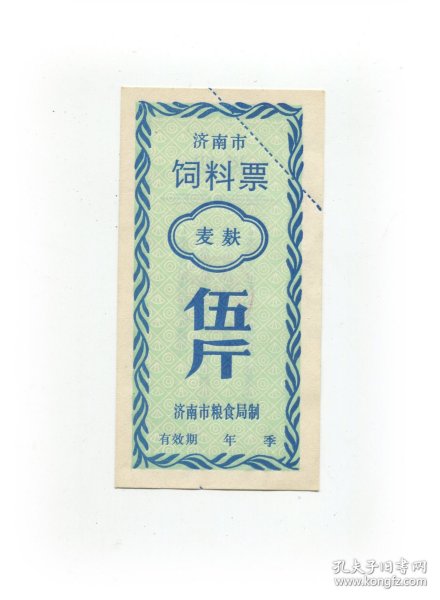 济南市
饲料票
麦麸
伍斤
济南市粮食局制
有效期 年 季
孔夫子旧书网
www.kongfz.com